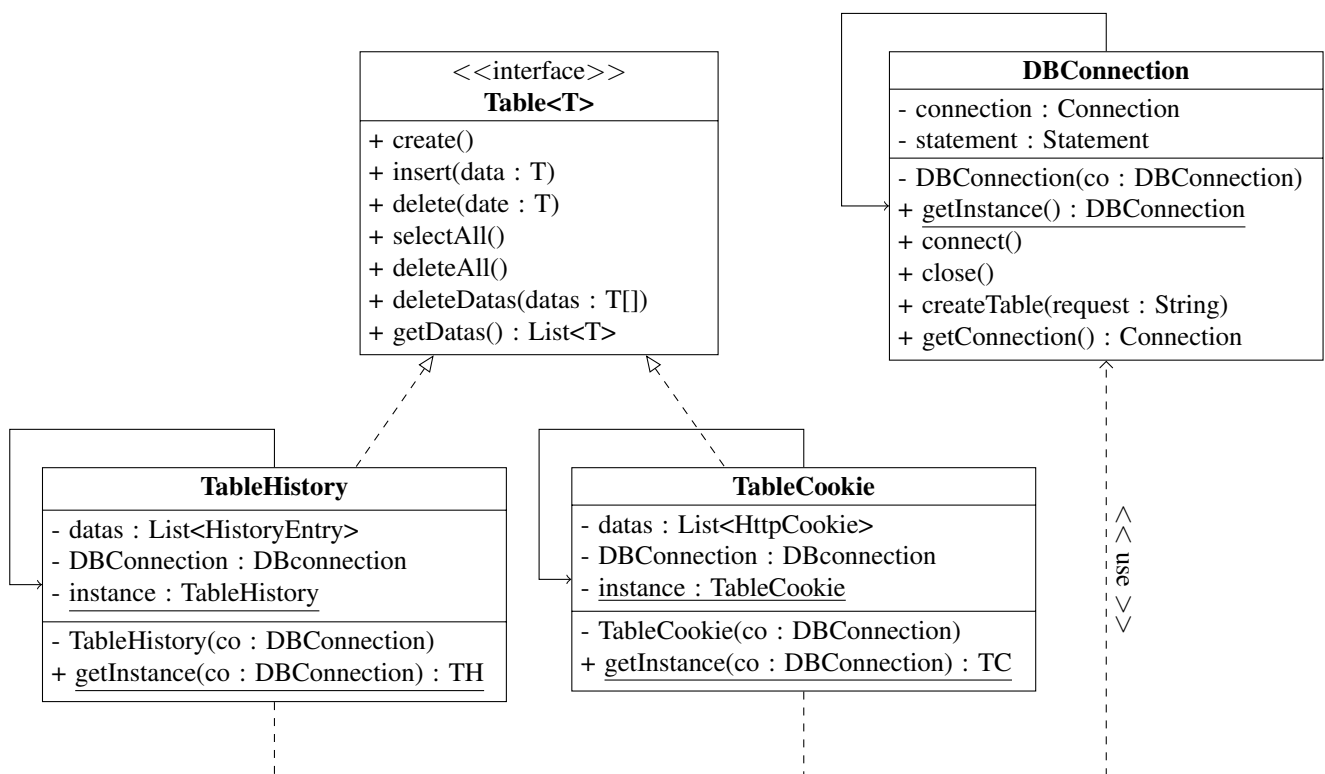 <<interface>>
Table<T>
+ create()
+ insert(data : T)
+ delete(date : T)
+ selectAll()
+ deleteAll()
+ deleteDatas(datas : T[])
+ getDatas() : List<T>
DBConnection
- connection : Connection
- statement : Statement
- DBConnection(co : DBConnection)
+ getInstance() : DBConnection
+ connect()
+ close()
+ createTable(request : String)
+ getConnection() : Connection
TableHistory
- datas : List<HistoryEntry>
- DBConnection : DBconnection
- instance : TableHistory
- TableHistory(co : DBConnection)
+ getInstance(co : DBConnection) : TH
TableCookie
- datas : List<HttpCookie>
- DBConnection : DBconnection
- instance : TableCookie
- TableCookie(co : DBConnection)
+ getInstance(co : DBConnection) : TC
<< use >>